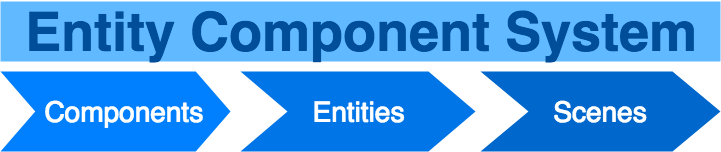 Entity Component System
Components Entities Scenes